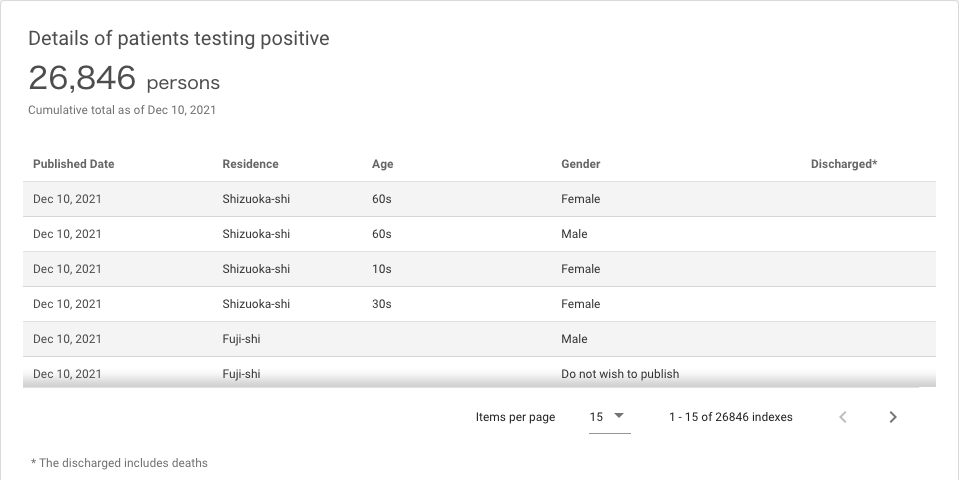 Details of patients testing positive
26,846 persons
Cumulative total as of Dec 10, 2021
Published Date Residence Age Gender Discharged*
Dec 10, 2021 Shizuoka-shi 60s Female
Dec 10, 2021 Shizuoka-shi 60s Male
Dec 10, 2021 Shizuoka-shi 10s Female
Dec 10, 2021 Shizuoka-shi 30s Female
Dec 10, 2021 Fuji-shi Male
Dec 10, 2021 Fuji-shi Do not wish to publish
Items per page 15 1 - 15 of 26846 indexes
* The discharged includes deaths